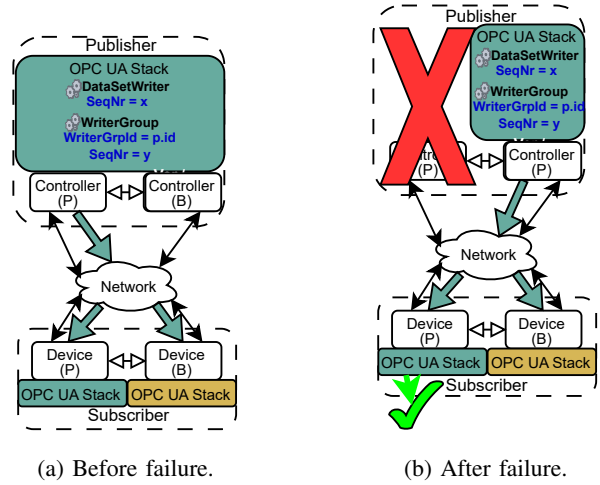 Publisher
OPC UA Stack
DataSetWriter
SeqNr = x
WriterGroup
WriterGrpId = p.id
SeqNr = y
Controller
(P)
Controller
(B)
Network
Device
(P)
Device
(B)
OPC UA Stack
OPC UA Stack
Subscriber
(a) Before failure.
Publisher
OPC UA Stack
DataSetWriter
SeqNr = x
WriterGroup
WriterGrpId = p.id
SeqNr = y
(P)
Controller
(P)
Network
Device
(P)
Device
(B)
OPC UA Stack
OPC UA Stack
Subscriber
(b) After failure.